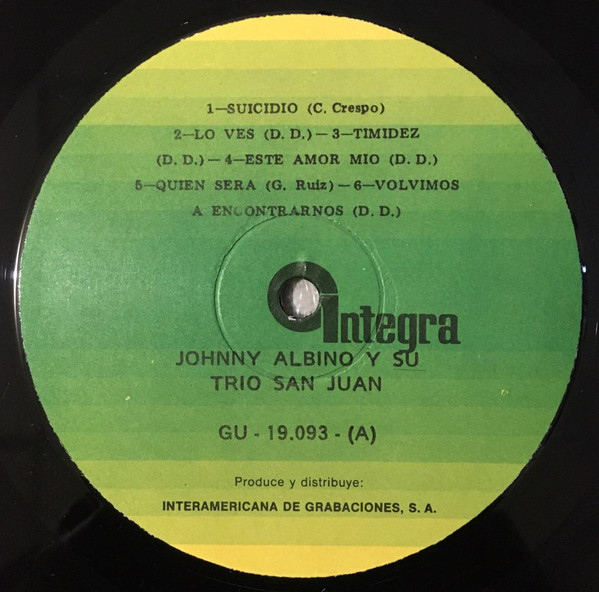 1—SUICIDIO (C. Crespo)
2—LO VES (D. D.) — 3—TIMIDEZ
(D. D.) — 4—ESTE AMOR MIO (D. D.)
5—QUIEN SERA (G. Ruiz) — 6—VOLVIMOS
A ENCONTRARNOS (D. D.)
Integra
JOHNNY ALBINO Y SU
TRIO SAN JUAN
GU - 19.093 - (A)
Produce y distribuye:
INTERAMERICANA DE GRABACIONES, S. A.